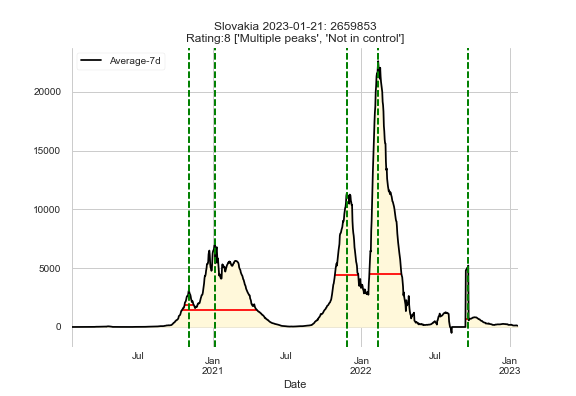 Slovakia 2023-01-21: 2659853
Rating:8 ['Multiple peaks', 'Not in control']
Average-7d
20000
15000
10000
5000
0
Jul
Jan
2021
Jul
Jan
2022
Jul
Jan
2023
Date